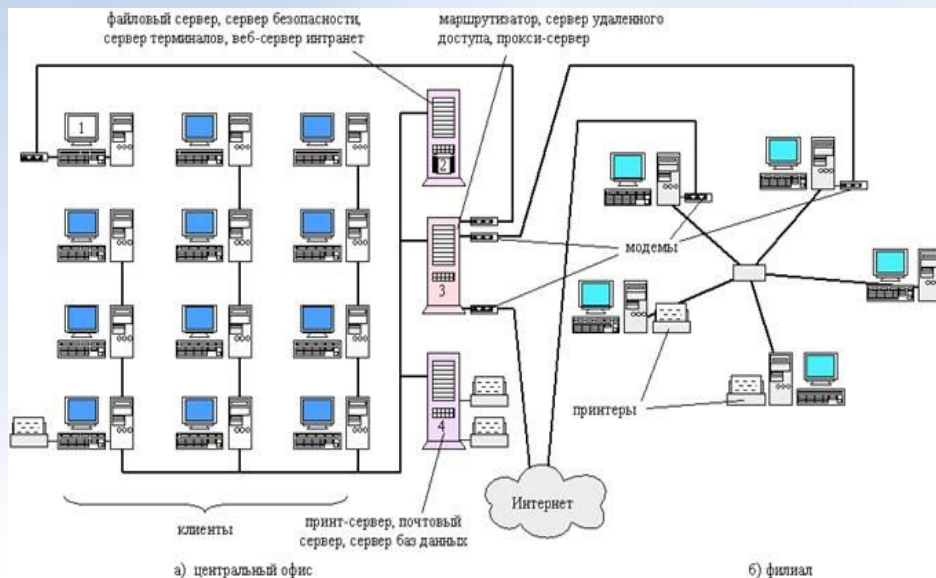 файловый сервер, сервер безопасности,
сервер терминалов, веб-сервер интранет
маршрутизатор, сервер удаленного
доступа, прокси-сервер
1
2
3
модемы
принтеры
4
Интернет
клиенты
принт-сервер, почтовый
сервер, сервер баз данных
а) центральный офис
б) филиал